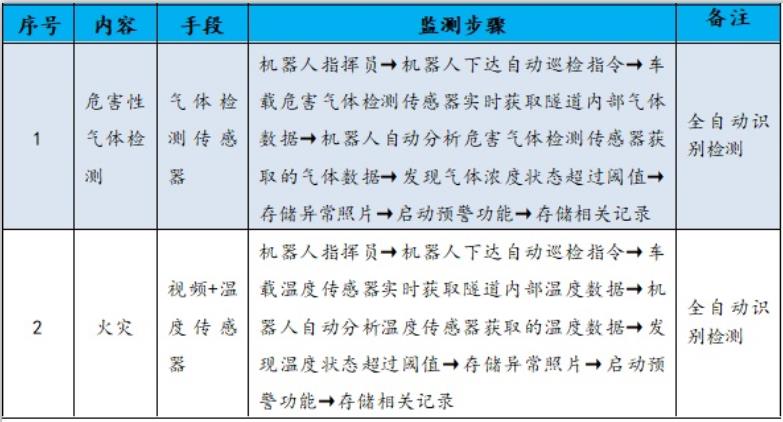 序号 内容 手段 监测步骤 备注
1
危害性
气体检
测
气体检
测传感
器
机器人指挥员→机器人下达自动巡检指令→车
载危害气体检测传感器实时获取隧道内部气体
数据→机器人自动分析危害气体检测传感器获
取的气体数据→发现气体浓度状态超过阈值→
存储异常照片→启动预警功能→存储相关记录
全自动识
别检测
2
火灾
视频+温
度传感
器
机器人指挥员→机器人下达自动巡检指令→车
载温度传感器实时获取隧道内部温度数据→机
器人自动分析温度传感器获取的温度数据→发
现温度状态超过阈值→存储异常照片→启动预
警功能→存储相关记录
全自动识
别检测